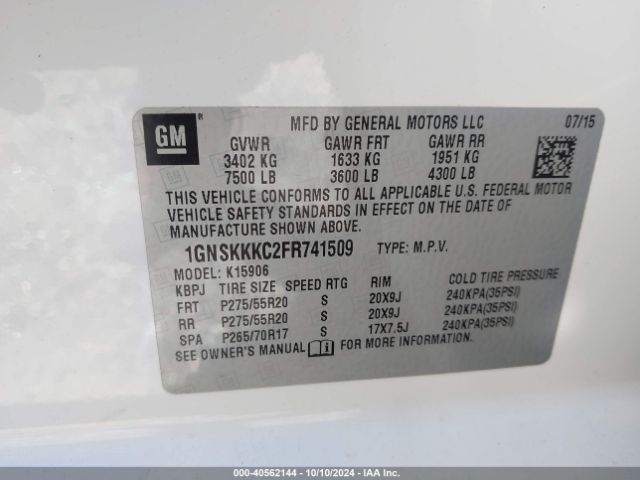 GM ®
MFD BY GENERAL MOTORS LLC 07/15
GVWR GAWR FRT GAWR RR
3402 KG 1633 KG 1951 KG
7500 LB 3600 LB 4300 LB
THIS VEHICLE CONFORMS TO ALL APPLICABLE U.S. FEDERAL MOTOR
VEHICLE SAFETY STANDARDS IN EFFECT ON THE DATE OF
MANUFACTURE SHOWN ABOVE.
1GNSKKKC2FR741509 TYPE: M.P.V.
MODEL: K15906
KBPJ TIRE SIZE SPEED RTG RIM COLD TIRE PRESSURE
FRT P275/55R20 S 20X9J 240KPA(35PSI)
RR P275/55R20 S 20X9J 240KPA(35PSI)
SPA P265/70R17 S 17X7.5J 240KPA(35PSI)
SEE OWNER'S MANUAL FOR MORE INFORMATION.
000-40562144 - 10/10/2024 - IAAI.com